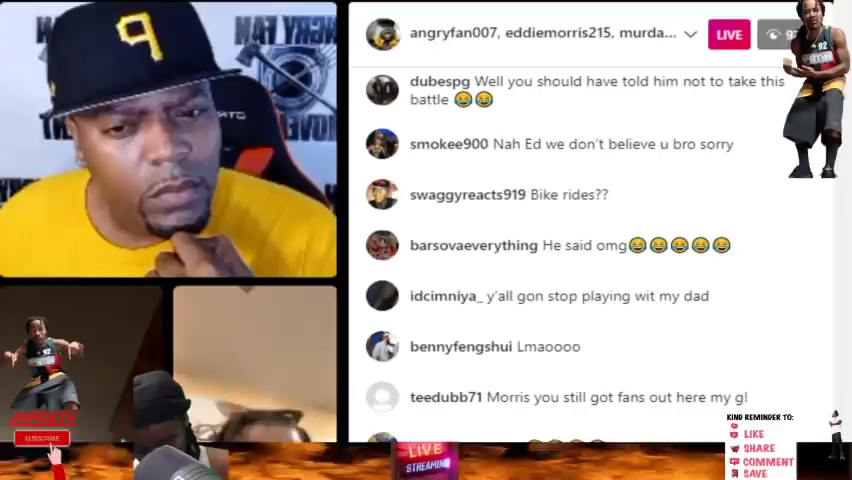 angryfan007, eddiemorris215, murda...
LIVE
92
dubespg Well you should have told him not to take this
battle 😂😂
smokee900 Nah Ed we don't believe u bro sorry
swaggyreacts919 Bike rides??
barsovaeverything He said omg😂😂😂😂😂
idcimniya_ y'all gon stop playing wit my dad
bennyfengshui Lmaoooo
teedubb71 Morris you still got fans out here my g!
SUBSCRIBE
LIVE
STREAMING
KIND REMINDER TO:
LIKE
SHARE
COMMENT
SAVE